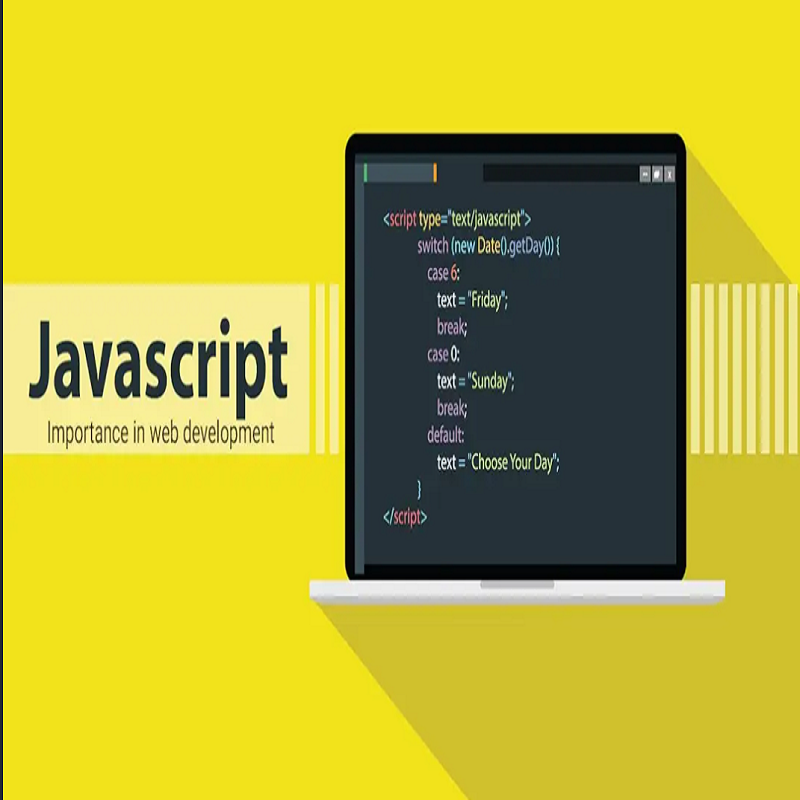 Javascript
Importance in web development
<script type="text/javascript">
switch (new Date().getDay()) {
case 6:
text = "Friday";
break;
case 0:
text = "Sunday";
break;
default:
text = "Choose Your Day";
}
</script>